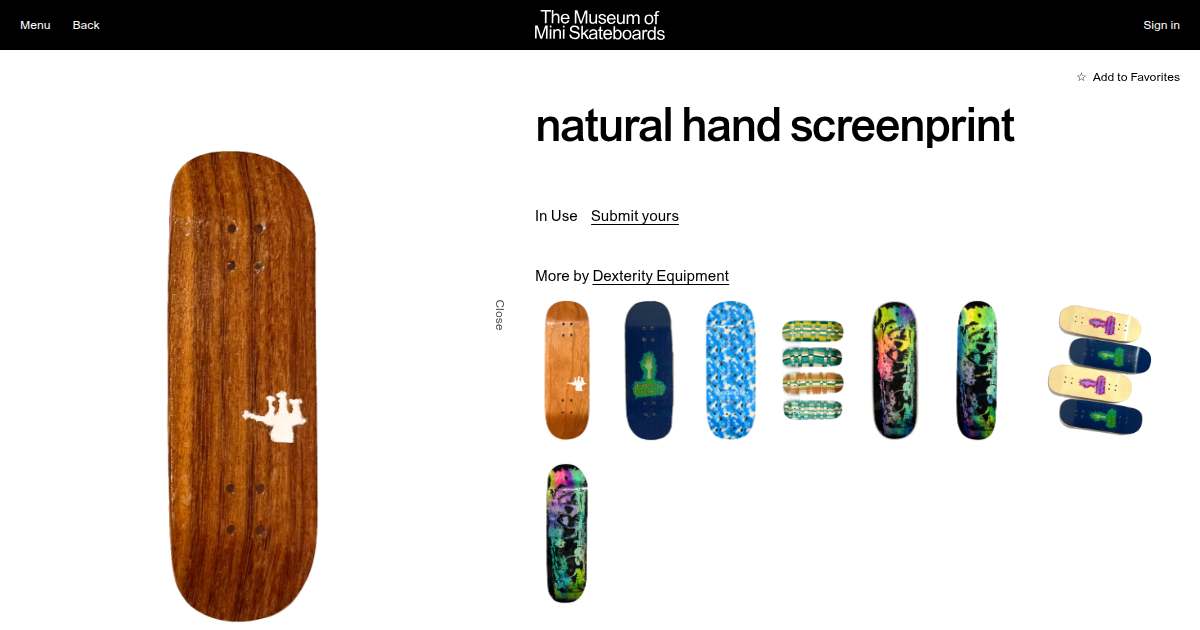 Menu
Back
The Museum of
Mini Skateboards
Sign in
☆ Add to Favorites
natural hand screenprint
In Use Submit yours
More by Dexterity Equipment
Close